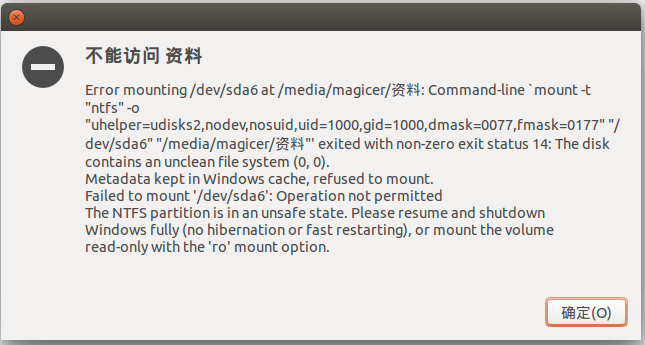 不能访问 资料
Error mounting /dev/sda6 at /media/magicer/资料: Command-line `mount -t
"ntfs" -o
"uhelper=udisks2,nodev,nosuid,uid=1000,gid=1000,dmask=0077,fmask=0177" "/
dev/sda6" "/media/magicer/资料"' exited with non-zero exit status 14: The disk
contains an unclean file system (0, 0).
Metadata kept in Windows cache, refused to mount.
Failed to mount '/dev/sda6': Operation not permitted
The NTFS partition is in an unsafe state. Please resume and shutdown
Windows fully (no hibernation or fast restarting), or mount the volume
read-only with the 'ro' mount option.
确定(O)